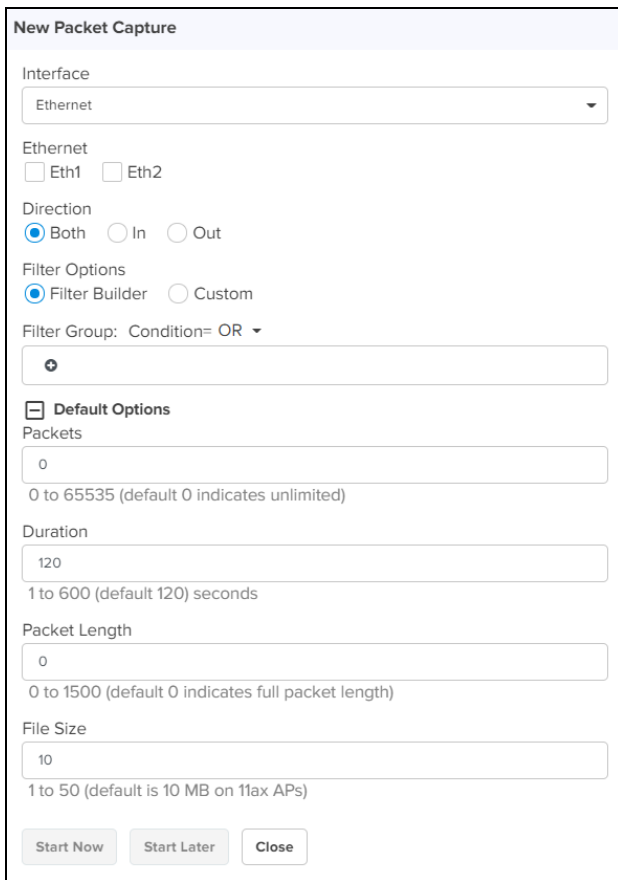 New Packet Capture
Interface
Ethernet
Ethernet
Eth1 Eth2
Direction
Both In Out
Filter Options
Filter Builder Custom
Filter Group: Condition= OR
Default Options
Packets
0
0 to 65535 (default 0 indicates unlimited)
Duration
120
1 to 600 (default 120) seconds
Packet Length
0
0 to 1500 (default 0 indicates full packet length)
File Size
10
1 to 50 (default is 10 MB on 11ax APs)
Start Now Start Later Close